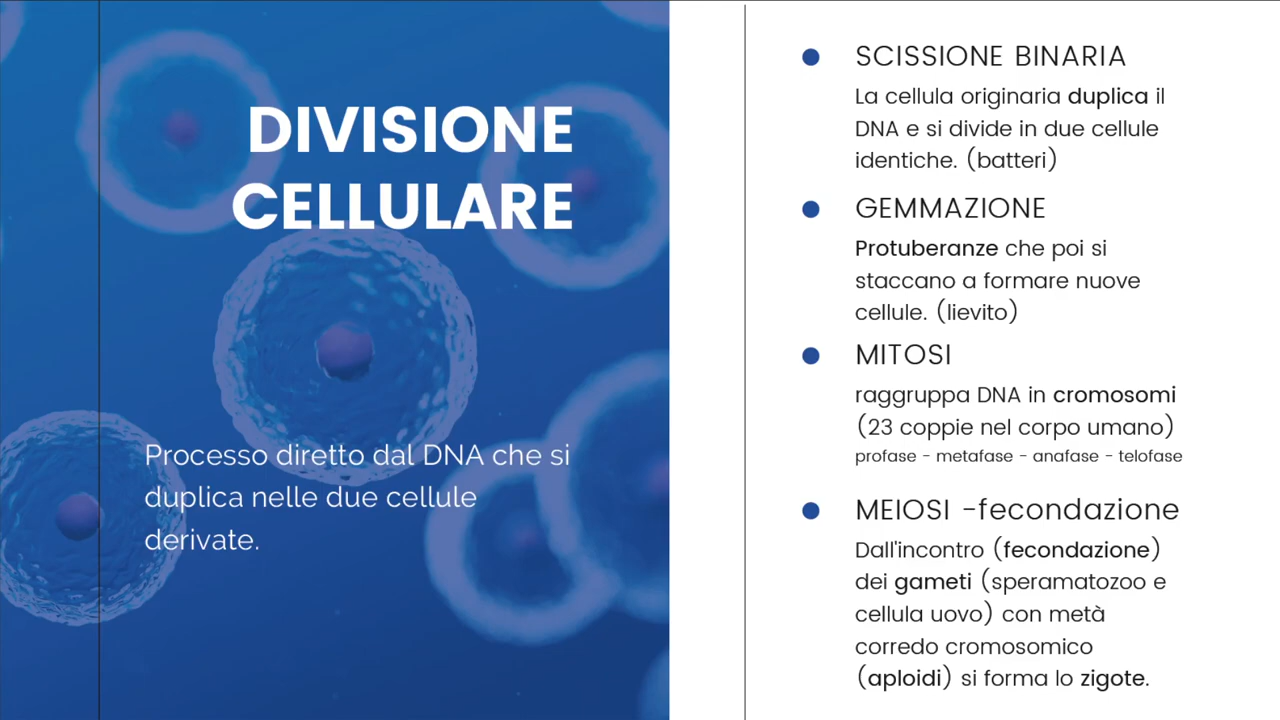 DIVISIONE
CELLULARE
Processo diretto dal DNA che si
duplica nelle due cellule
derivate.
SCISSIONE BINARIA
La cellula originaria duplica il
DNA e si divide in due cellule
identiche. (batteri)
GEMMAZIONE
Protuberanze che poi si
staccano a formare nuove
cellule. (lievito)
MITOSI
raggruppa DNA in cromosomi
(23 coppie nel corpo umano)
profase - metafase - anafase - telofase
MEIOSI -fecondazione
Dall'incontro (fecondazione)
dei gameti (speramatozoo e
cellula uovo) con metà
corredo cromosomico
(aploidi) si forma lo zigote.